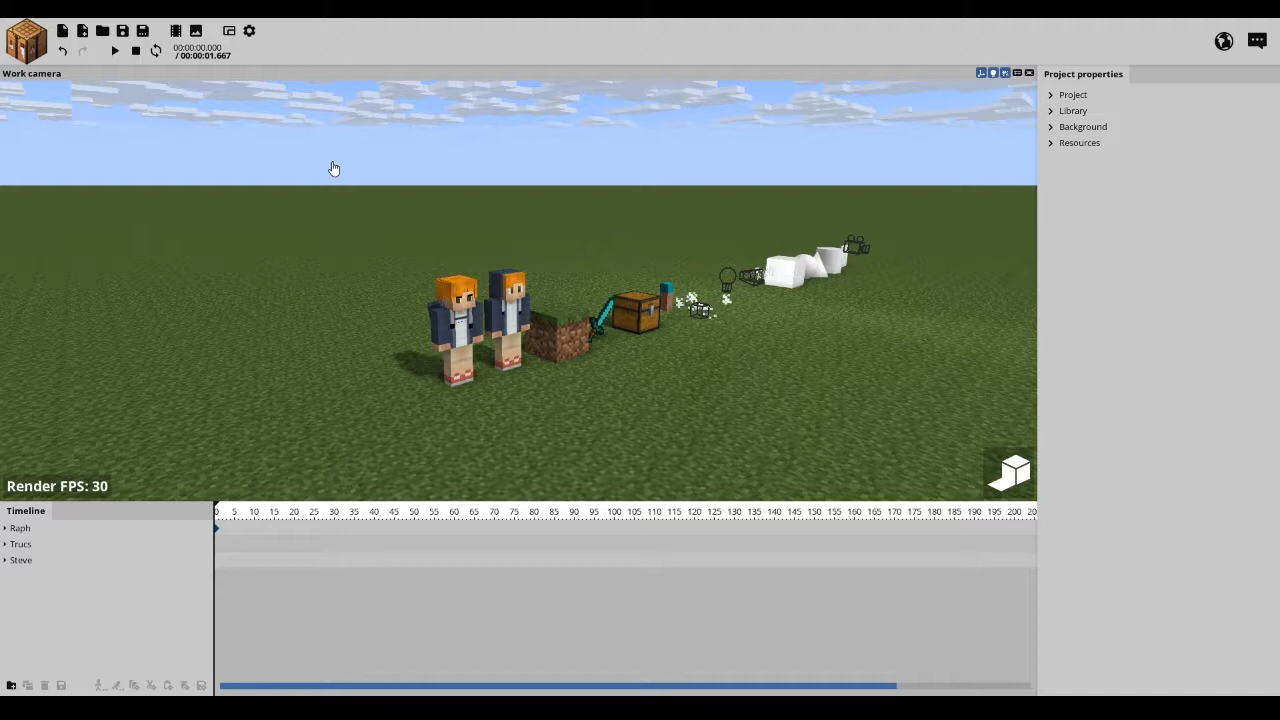 00:00:00.000
/ 00:00:01.667
Work camera
Project properties
Project
Library
Background
Resources
Render FPS: 30
Timeline
0 5 10 15 20 25 30 35 40 45 50 55 60 65 70 75 80 85 90 95 100 105 110 115 120 125 130 135 140 145 150 155 160 165 170 175 180 185 190 195 200
Raph
Trucs
Steve